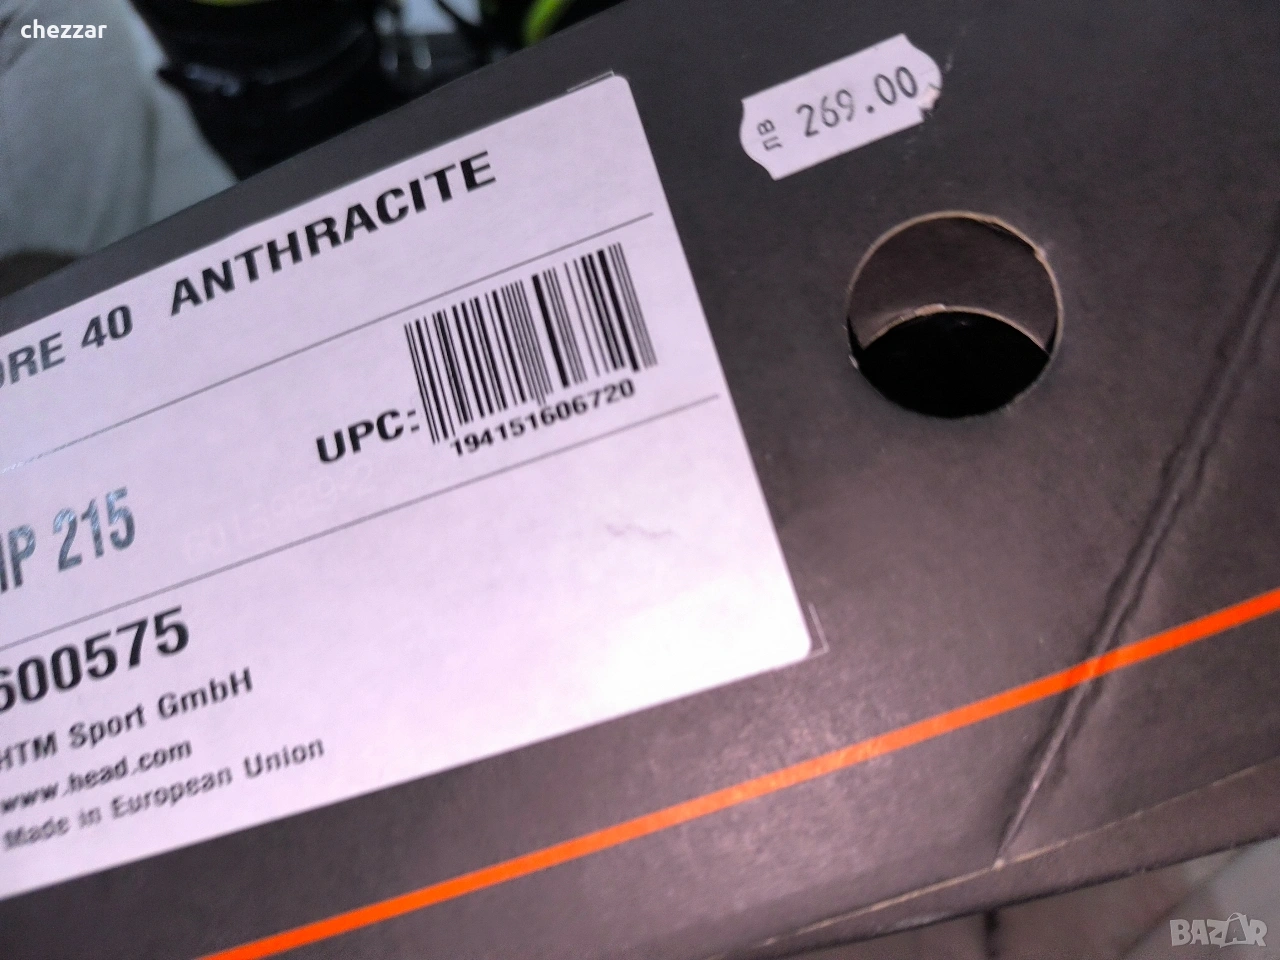 chezzar
лв 269.00
ORE 40 ANTHRACITE
UPC:
194151606720
MP 215
600575
HTM Sport GmbH
www.head.com
Made in European Union
BAZAR